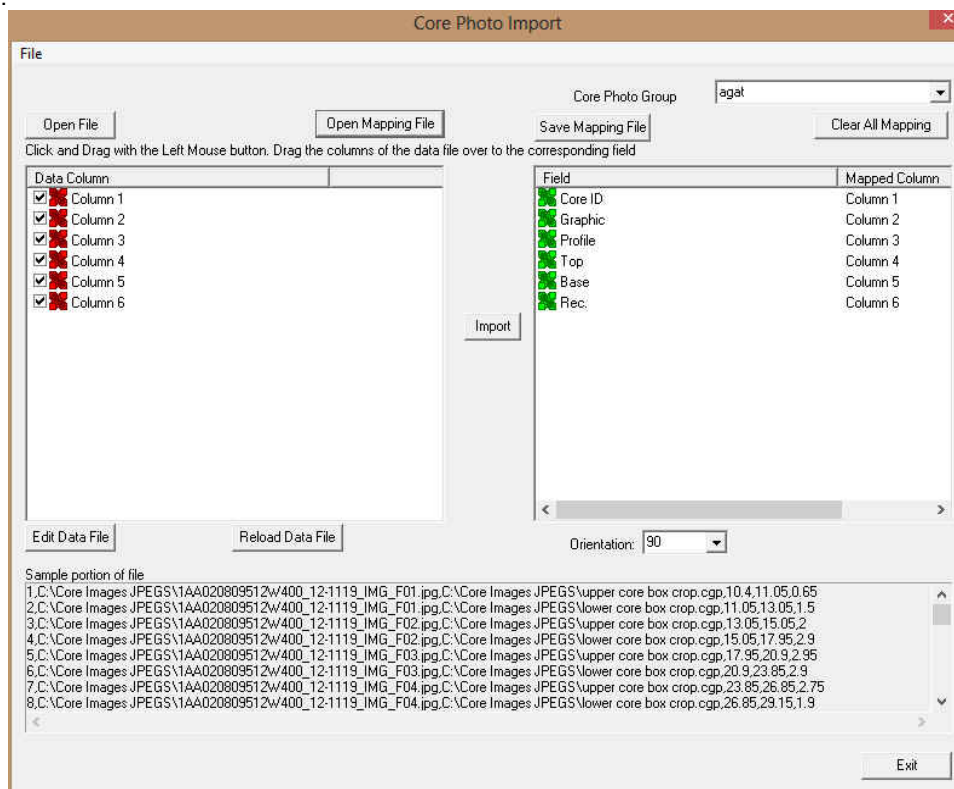 .
Core Photo Import
File
Core Photo Group agat
Open File Open Mapping File Save Mapping File Clear All Mapping
Click and Drag with the Left Mouse button. Drag the columns of the data file over to the corresponding field
Data Column Field Mapped Column
Column 1 Core ID Column 1
Column 2 Graphic Column 2
Column 3 Profile Column 3
Column 4 Top Column 4
Column 5 Base Column 5
Column 6 Rec. Column 6
Import
Edit Data File Reload Data File Orientation: 90
Sample portion of file
1,C:\Core Images JPEGS\1AA020809512W400_12-1119_IMG_F01.jpg,C:\Core Images JPEGS\upper core box crop.cgp,10.4,11.05,0.65
2,C:\Core Images JPEGS\1AA020809512W400_12-1119_IMG_F01.jpg,C:\Core Images JPEGS\lower core box crop.cgp,11.05,13.05,1.5
3,C:\Core Images JPEGS\1AA020809512W400_12-1119_IMG_F02.jpg,C:\Core Images JPEGS\upper core box crop.cgp,13.05,15.05,2
4,C:\Core Images JPEGS\1AA020809512W400_12-1119_IMG_F02.jpg,C:\Core Images JPEGS\lower core box crop.cgp,15.05,17.95,2.9
5,C:\Core Images JPEGS\1AA020809512W400_12-1119_IMG_F03.jpg,C:\Core Images JPEGS\upper core box crop.cgp,17.95,20.9,2.95
6,C:\Core Images JPEGS\1AA020809512W400_12-1119_IMG_F03.jpg,C:\Core Images JPEGS\lower core box crop.cgp,20.9,23.85,2.9
7,C:\Core Images JPEGS\1AA020809512W400_12-1119_IMG_F04.jpg,C:\Core Images JPEGS\upper core box crop.cgp,23.85,26.85,2.75
8,C:\Core Images JPEGS\1AA020809512W400_12-1119_IMG_F04.jpg,C:\Core Images JPEGS\lower core box crop.cgp,26.85,29.15,1.9
Exit